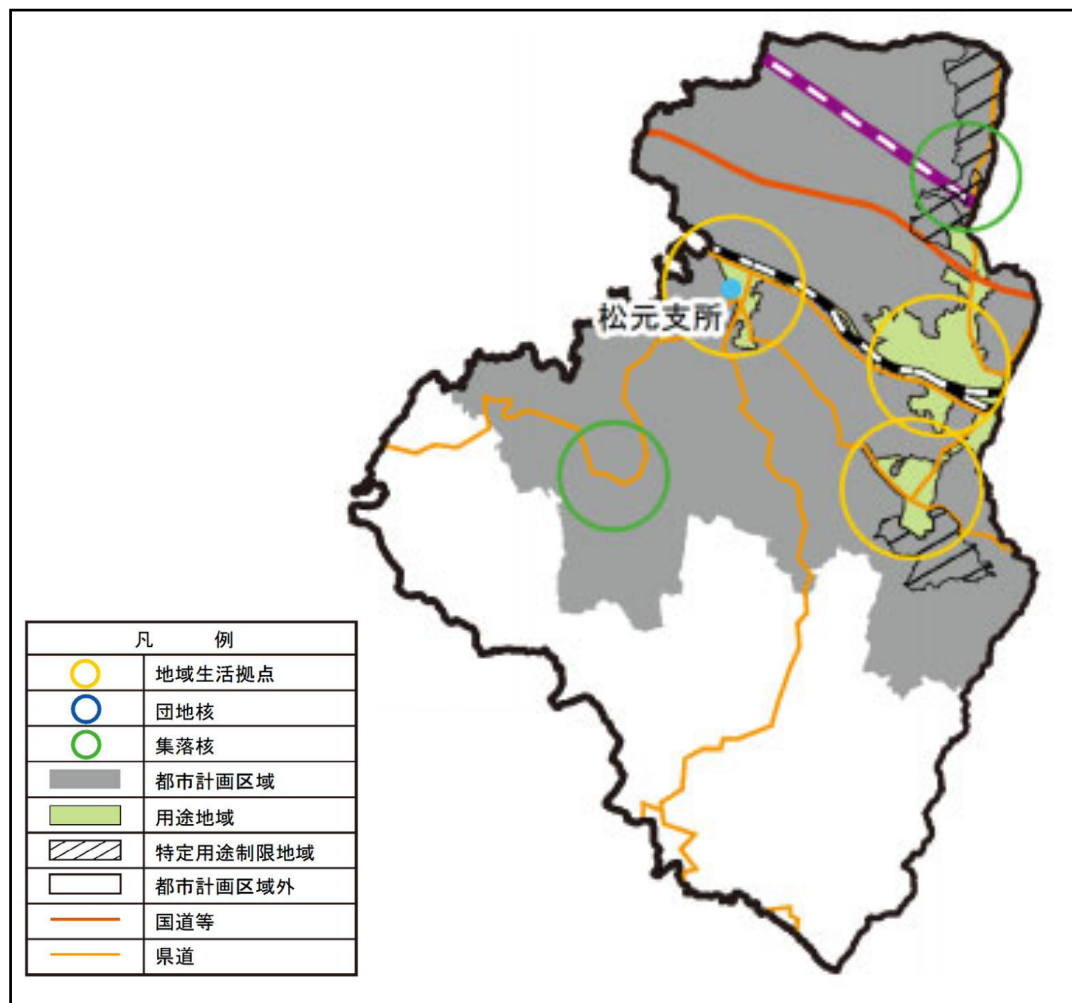 松元支所
凡 例
地域生活拠点
団地核
集落核
都市計画区域
用途地域
特定用途制限地域
都市計画区域外
国道等
県道